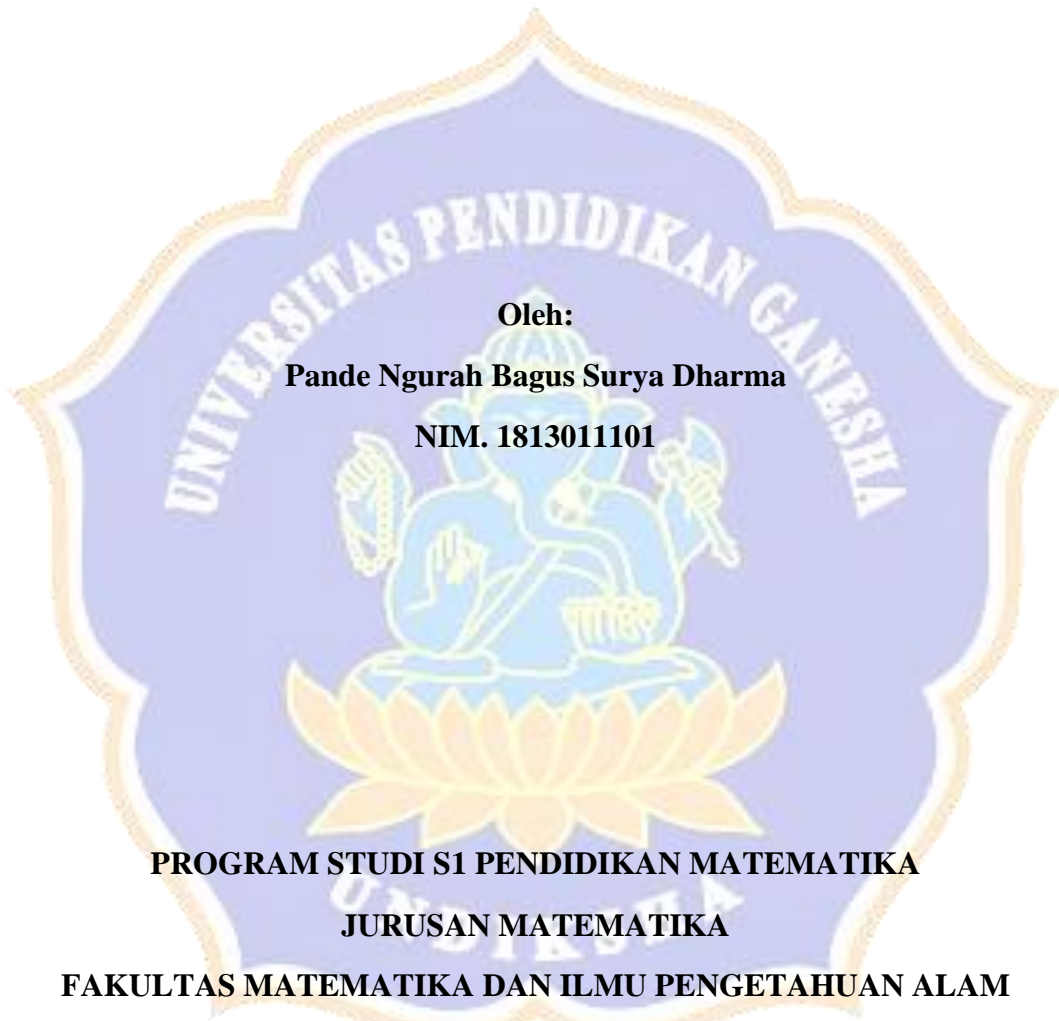 UNIVERSITAS PENDIDIKAN GANESHA
Oleh:
Pande Ngurah Bagus Surya Dharma
NIM. 1813011101
PROGRAM STUDI S1 PENDIDIKAN MATEMATIKA
UNDIKSHA
JURUSAN MATEMATIKA
FAKULTAS MATEMATIKA DAN ILMU PENGETAHUAN ALAM